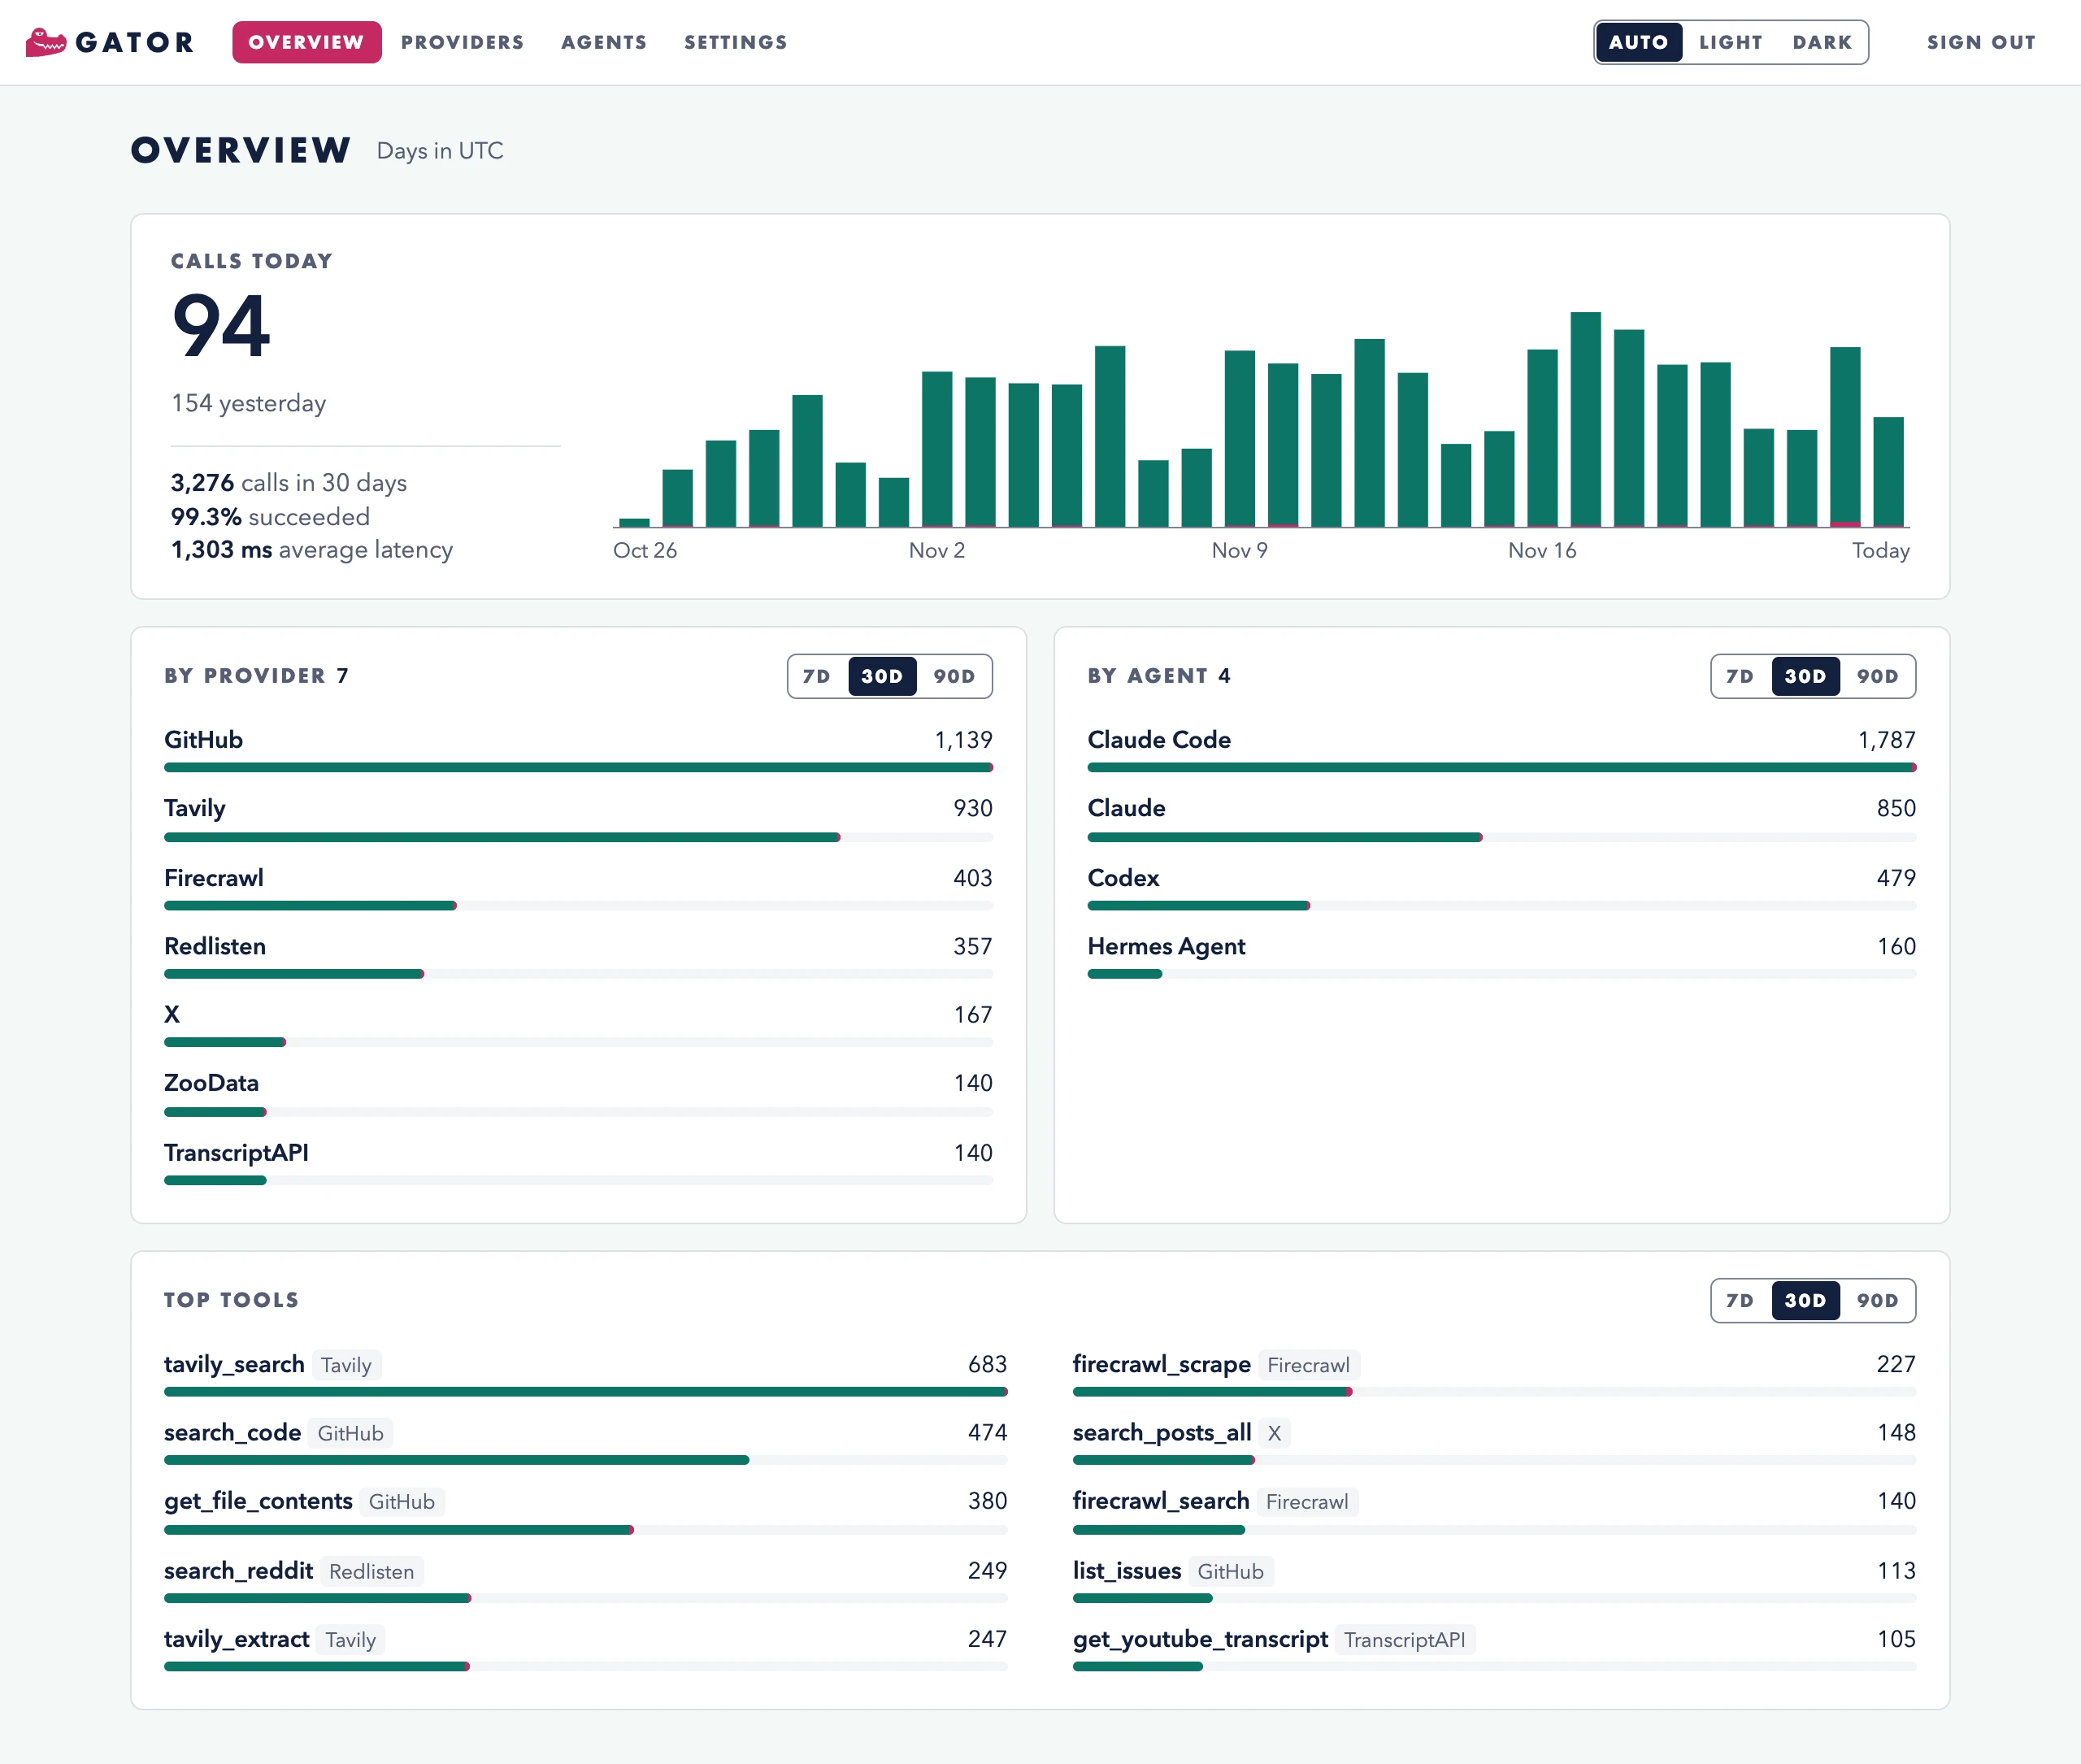 GATOR
OVERVIEW
PROVIDERS
AGENTS
SETTINGS
AUTO
LIGHT
DARK
SIGN OUT
OVERVIEW
Days in UTC
CALLS TODAY
94
154 yesterday
3,276 calls in 30 days
99.3% succeeded
1,303 ms average latency
Oct 26
Nov 2
Nov 9
Nov 16
Today
BY PROVIDER 7
7D
30D
90D
GitHub 1,139
Tavily 930
Firecrawl 403
Redlisten 357
X 167
ZooData 140
TranscriptAPI 140
BY AGENT 4
7D
30D
90D
Claude Code 1,787
Claude 850
Codex 479
Hermes Agent 160
TOP TOOLS
7D
30D
90D
tavily_search Tavily 683
search_code GitHub 474
get_file_contents GitHub 380
search_reddit Redlisten 249
tavily_extract Tavily 247
firecrawl_scrape Firecrawl 227
search_posts_all X 148
firecrawl_search Firecrawl 140
list_issues GitHub 113
get_youtube_transcript TranscriptAPI 105